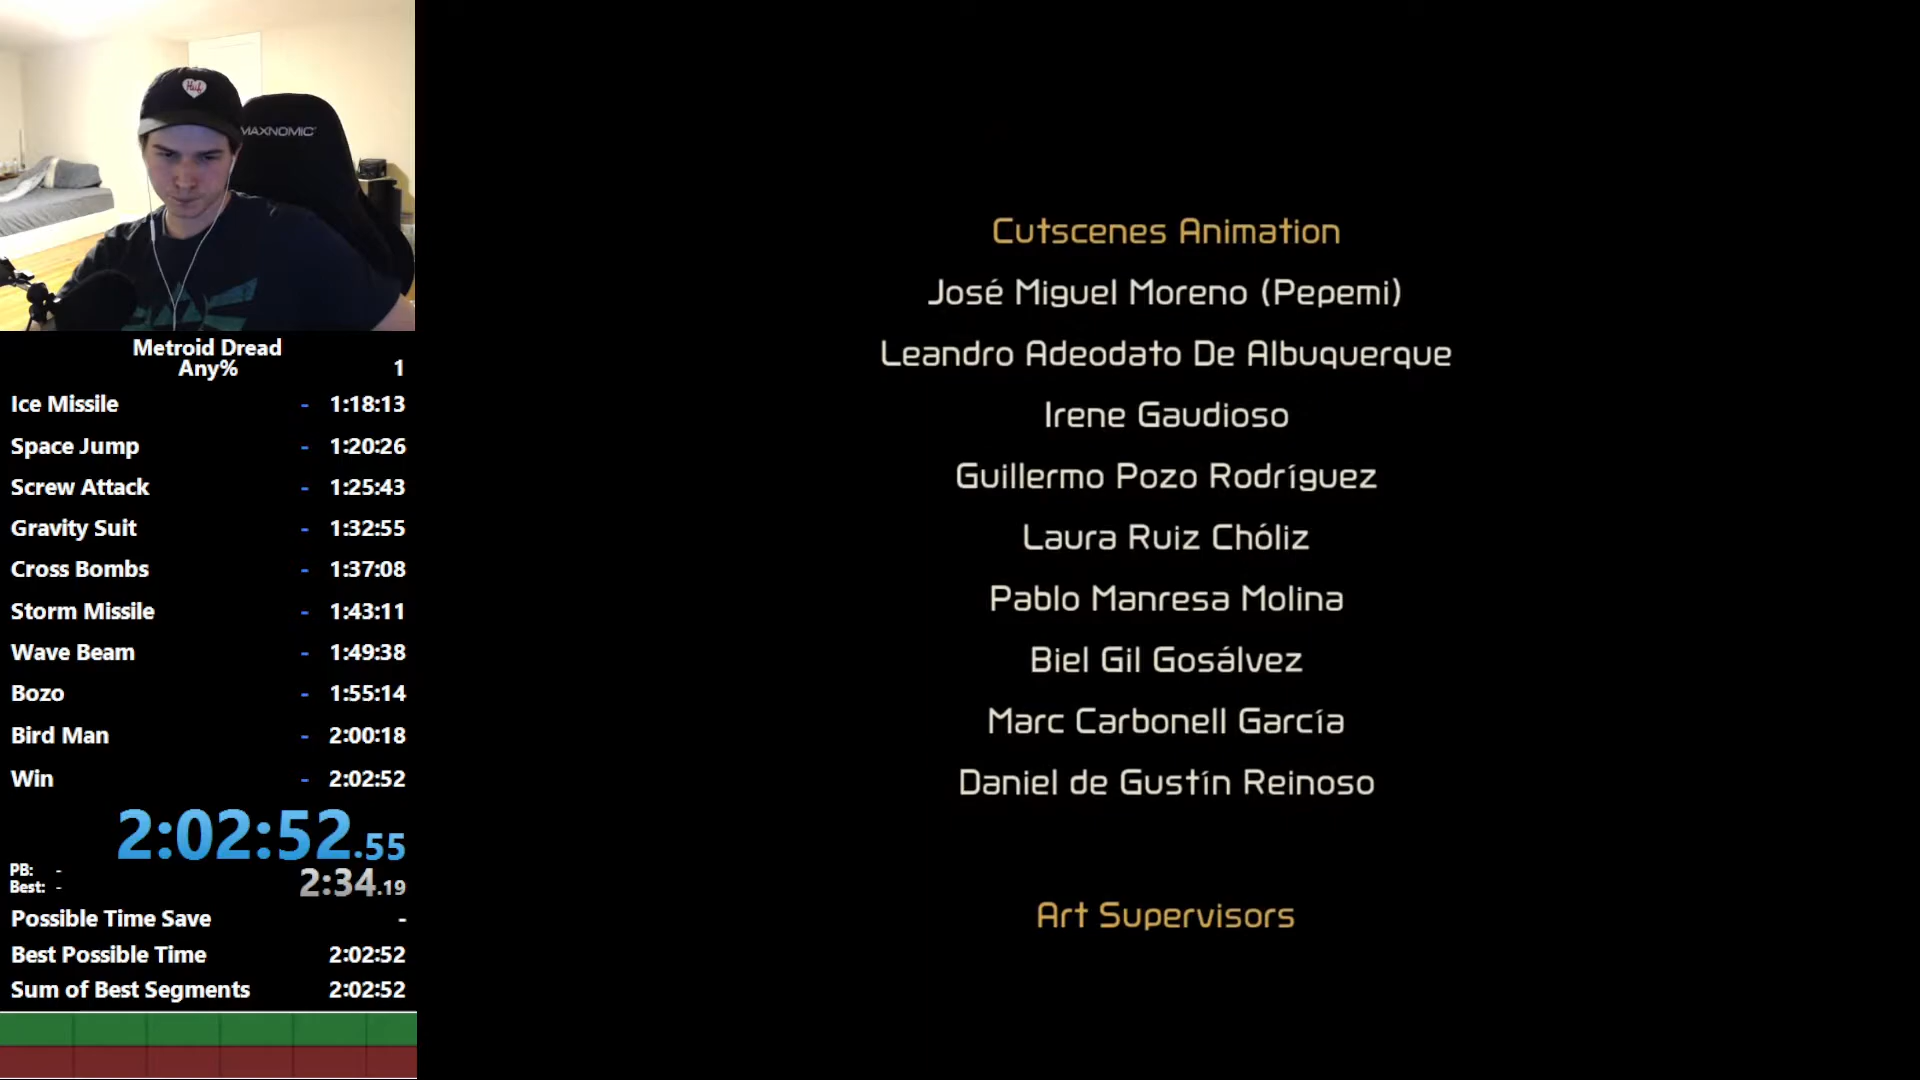 Huf
MAXNOMIC
Metroid Dread
Any% 1
Ice Missile - 1:18:13
Space Jump - 1:20:26
Screw Attack - 1:25:43
Gravity Suit - 1:32:55
Cross Bombs - 1:37:08
Storm Missile - 1:43:11
Wave Beam - 1:49:38
Bozo - 1:55:14
Bird Man - 2:00:18
Win - 2:02:52
2:02:52.55
PB: -
Best: -
2:34.19
Possible Time Save -
Best Possible Time 2:02:52
Sum of Best Segments 2:02:52
Cutscenes Animation
José Miguel Moreno (Pepemi)
Leandro Adeodato De Albuquerque
Irene Gaudioso
Guillermo Pozo Rodríguez
Laura Ruiz Chóliz
Pablo Manresa Molina
Biel Gil Gosálvez
Marc Carbonell García
Daniel de Gustín Reinoso
Art Supervisors